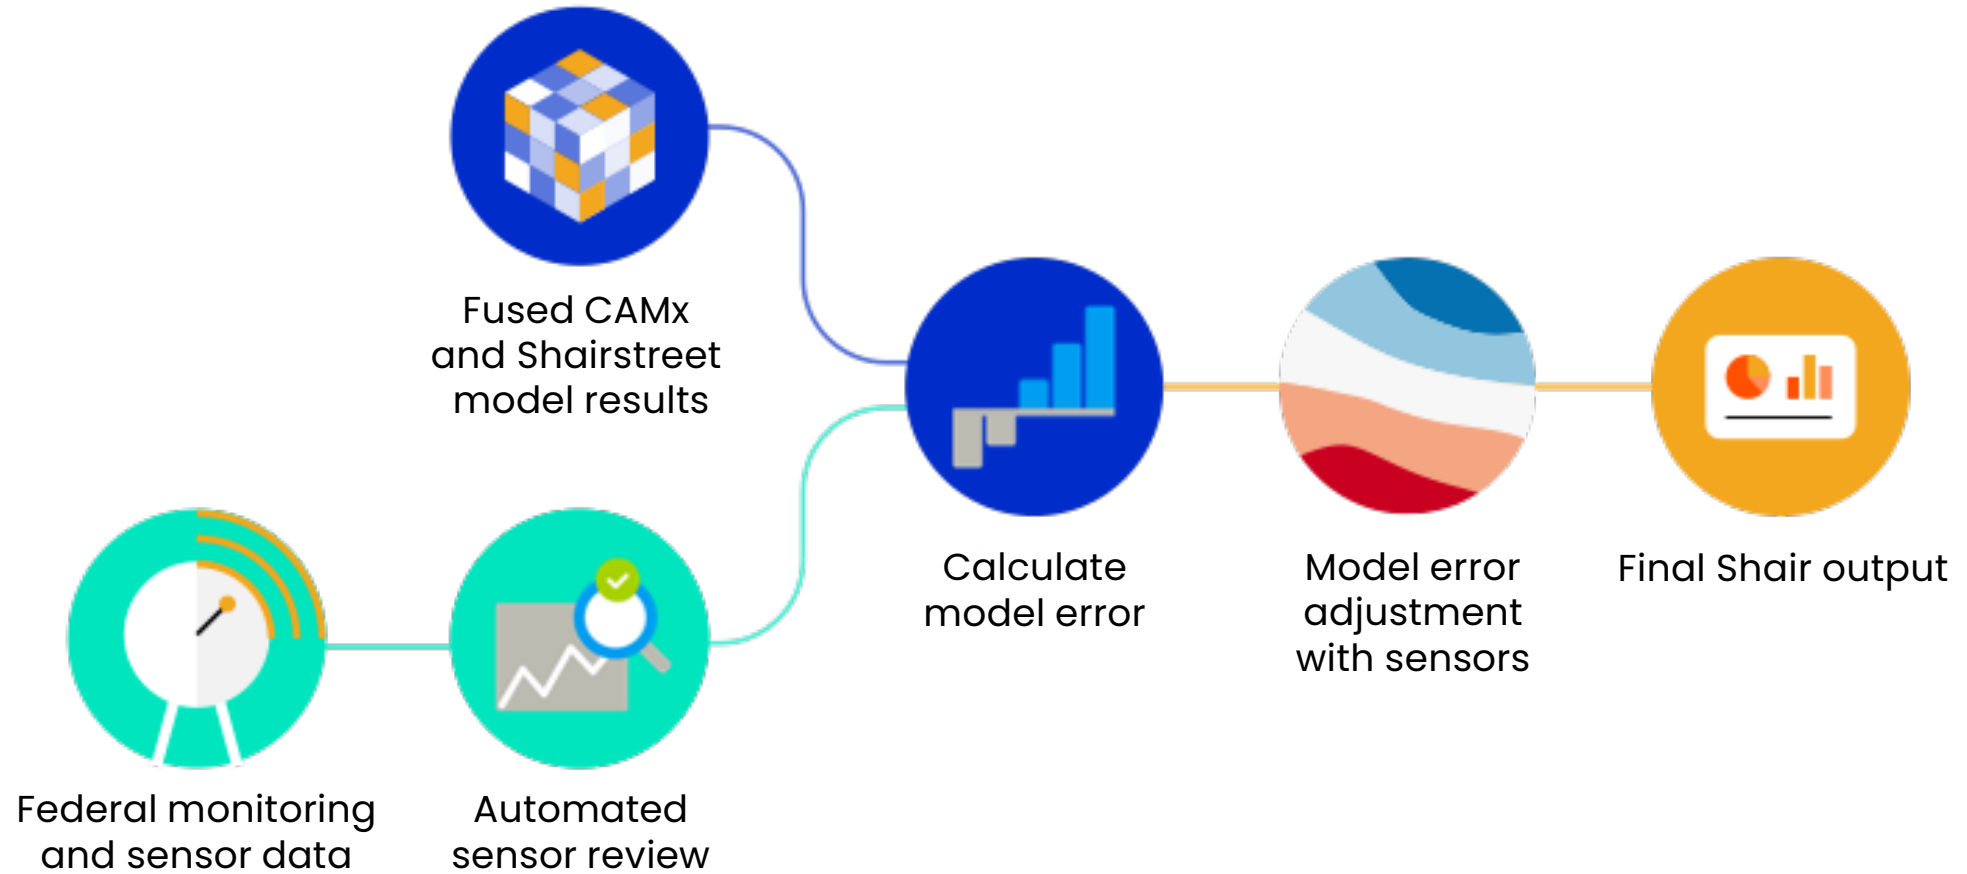 Fused CAMx
and Shairstreet
model results
Federal monitoring
and sensor data
Automated
sensor review
Calculate
model error
Model error
adjustment
with sensors
Final Shair output